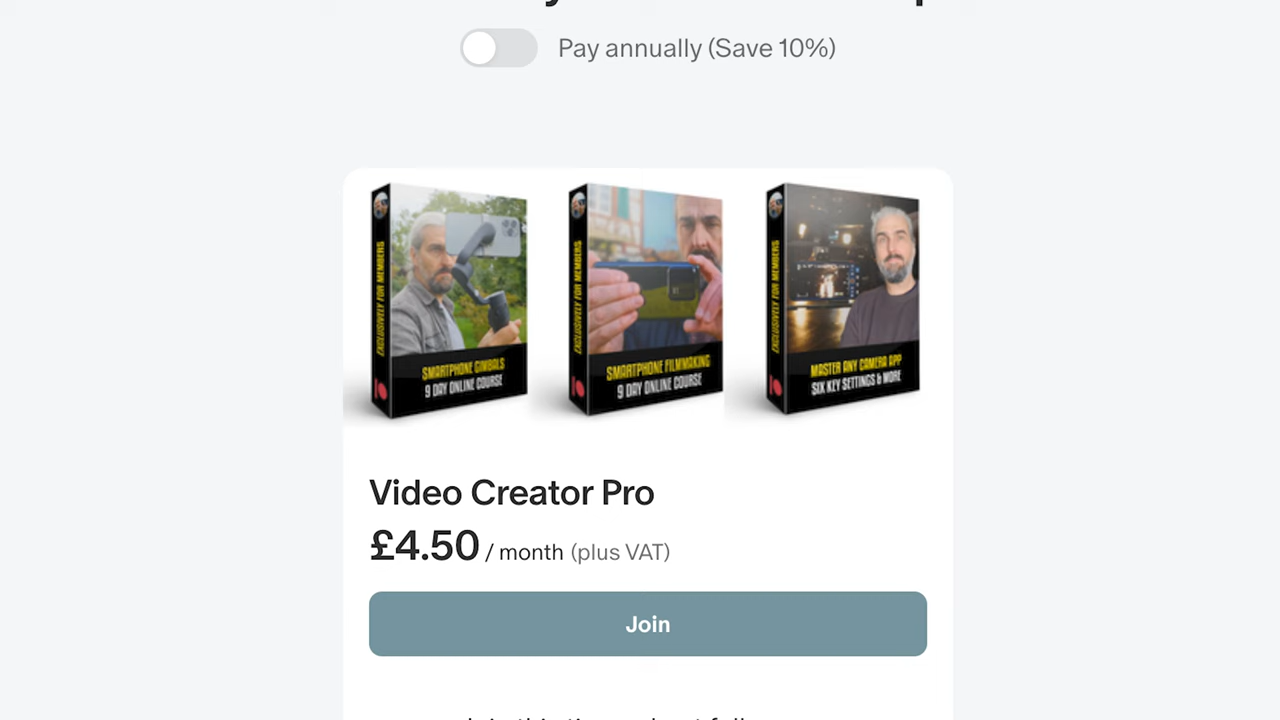 Pay annually (Save 10%)
EXCLUSIVELY FOR MEMBERS
SMARTPHONE GIMBALS
9 DAY ONLINE COURSE
EXCLUSIVELY FOR MEMBERS
SMARTPHONE FILMMAKING
9 DAY ONLINE COURSE
EXCLUSIVELY FOR MEMBERS
MASTER ANY CAMERA APP
SIX KEY SETTINGS & MORE
Video Creator Pro
£4.50 / month (plus VAT)
Join